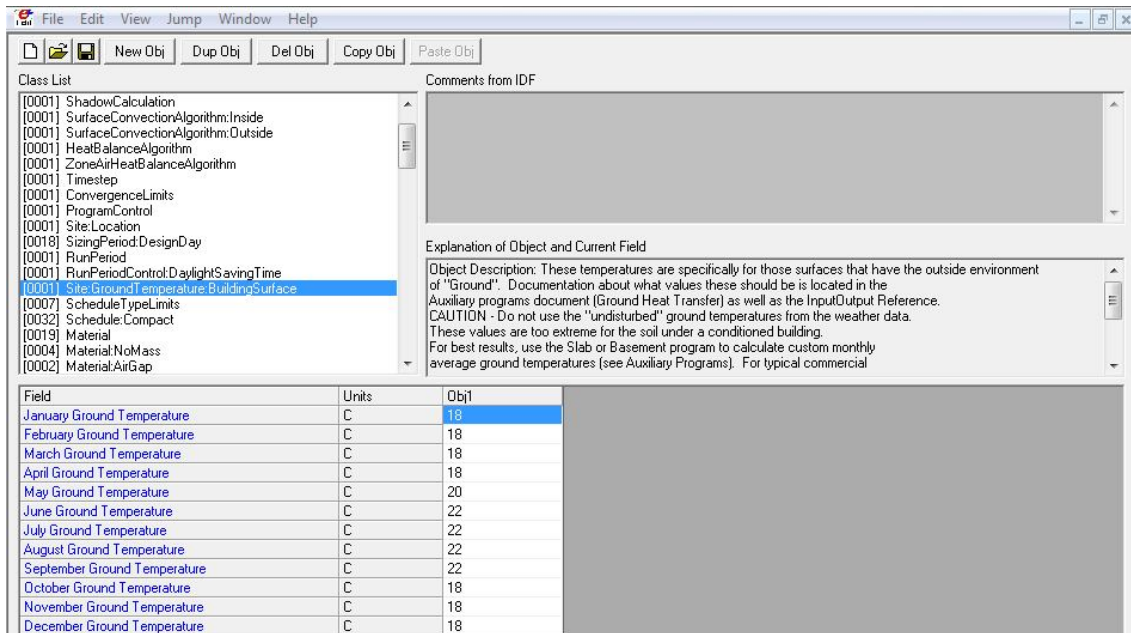 File Edit View Jump Window Help
New Obj Dup Obj Del Obj Copy Obj Paste Obj
Class List
[0001] ShadowCalculation
[0001] SurfaceConvectionAlgorithm:Inside
[0001] SurfaceConvectionAlgorithm:Outside
[0001] HeatBalanceAlgorithm
[0001] ZoneAirHeatBalanceAlgorithm
[0001] Timestep
[0001] ConvergenceLimits
[0001] ProgramControl
[0001] Site:Location
[0018] SizingPeriod:DesignDay
[0001] RunPeriod
[0001] RunPeriodControl:DaylightSavingTime
[0001] Site:GroundTemperature:BuildingSurface
[0007] ScheduleTypeLimits
[0032] Schedule:Compact
[0019] Material
[0004] Material:NoMass
[0002] Material:AirGap
Comments from IDF
Explanation of Object and Current Field
Object Description: These temperatures are specifically for those surfaces that have the outside environment
of "Ground". Documentation about what values these should be is located in the
Auxiliary programs document (Ground Heat Transfer) as well as the InputOutput Reference.
CAUTION - Do not use the "undisturbed" ground temperatures from the weather data.
These values are too extreme for the soil under a conditioned building.
For best results, use the Slab or Basement program to calculate custom monthly
average ground temperatures (see Auxiliary Programs). For typical commercial
Field Units Obj1
January Ground Temperature C 18
February Ground Temperature C 18
March Ground Temperature C 18
April Ground Temperature C 18
May Ground Temperature C 20
June Ground Temperature C 22
July Ground Temperature C 22
August Ground Temperature C 22
September Ground Temperature C 22
October Ground Temperature C 18
November Ground Temperature C 18
December Ground Temperature C 18